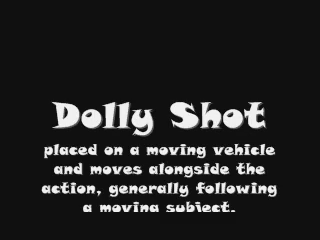 Dolly Shot
placed on a moving vehicle
and moves alongside the
action, generally following
a moving subject.